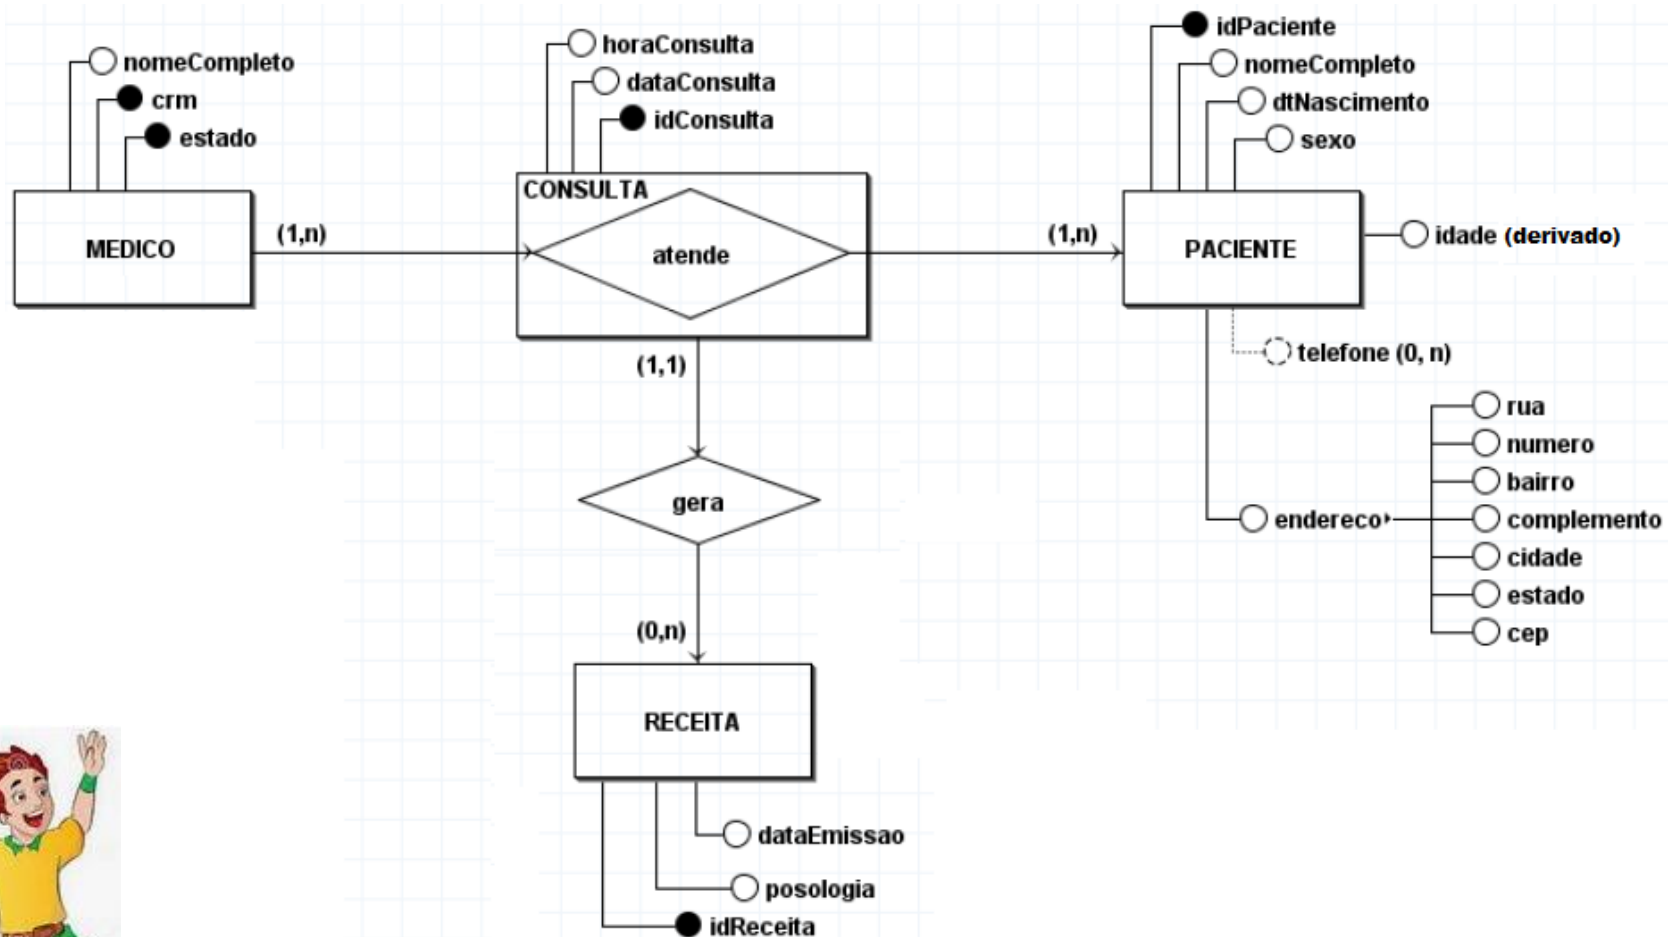 nomeCompleto
crm
estado
MEDICO
(1,n)
horaConsulta
dataConsulta
idConsulta
CONSULTA
atende
(1,n)
idPaciente
nomeCompleto
dtNascimento
sexo
PACIENTE
idade (derivado)
telefone (0, n)
endereco
rua
numero
bairro
complemento
cidade
estado
cep
(1,1)
gera
(0,n)
RECEITA
dataEmissao
posologia
idReceita